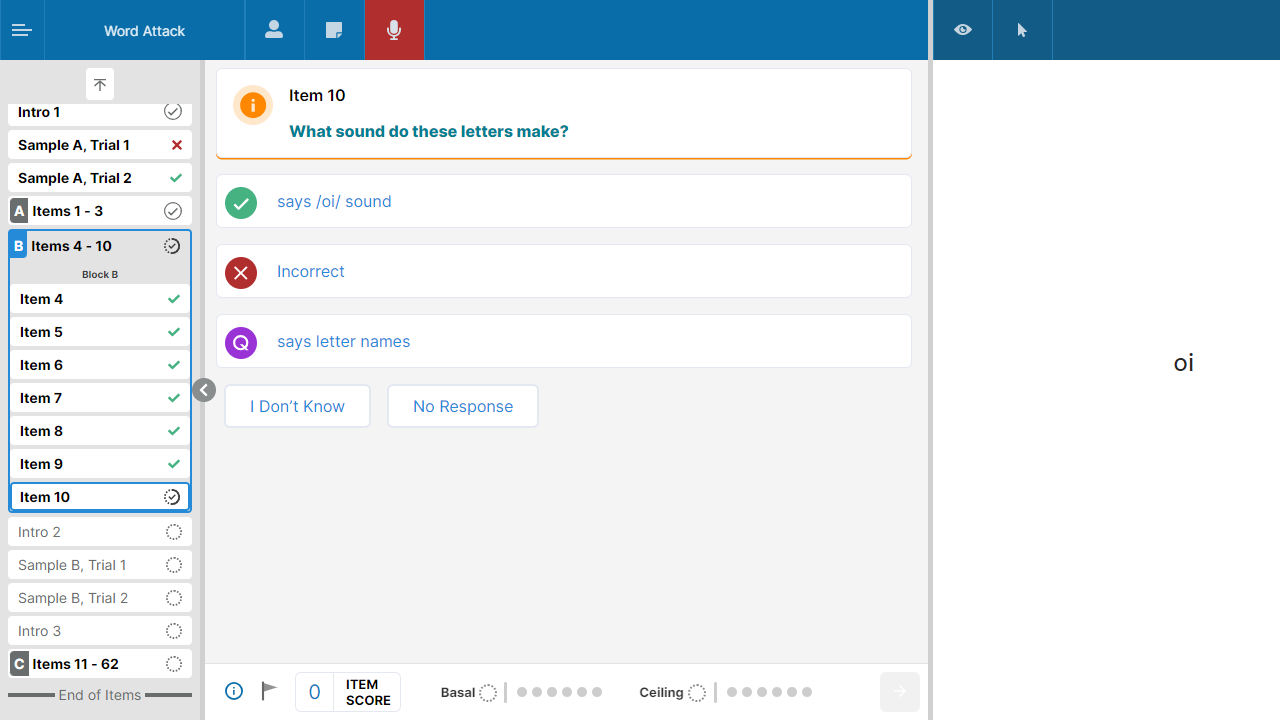 Word Attack
Intro 1
Sample A, Trial 1
Sample A, Trial 2
A Items 1 - 3
B Items 4 - 10
Block B
Item 4
Item 5
Item 6
Item 7
Item 8
Item 9
Item 10
Intro 2
Sample B, Trial 1
Sample B, Trial 2
Intro 3
C Items 11 - 62
End of Items
Item 10
What sound do these letters make?
says /oi/ sound
Incorrect
Q says letter names
I Don’t Know
No Response
0 ITEM
SCORE
Basal
Ceiling
oi